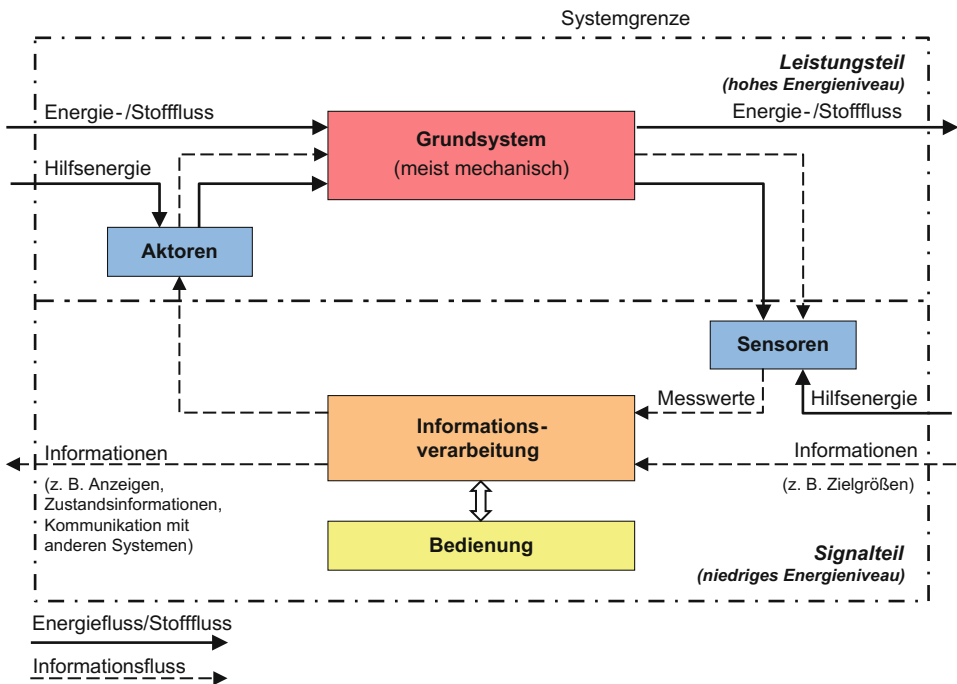 Systemgrenze
Leistungsteil
(hohes Energieniveau)
Energie-/Stofffluss
Grundsystem
(meist mechanisch)
Energie-/Stofffluss
Hilfsenergie
Aktoren
Sensoren
Messwerte
Hilfsenergie
Informations-
verarbeitung
Informationen
(z. B. Anzeigen,
Zustandsinformationen,
Kommunikation mit
anderen Systemen)
Informationen
(z. B. Zielgrößen)
Bedienung
Signalteil
(niedriges Energieniveau)
Energiefluss/Stofffluss
Informationsfluss